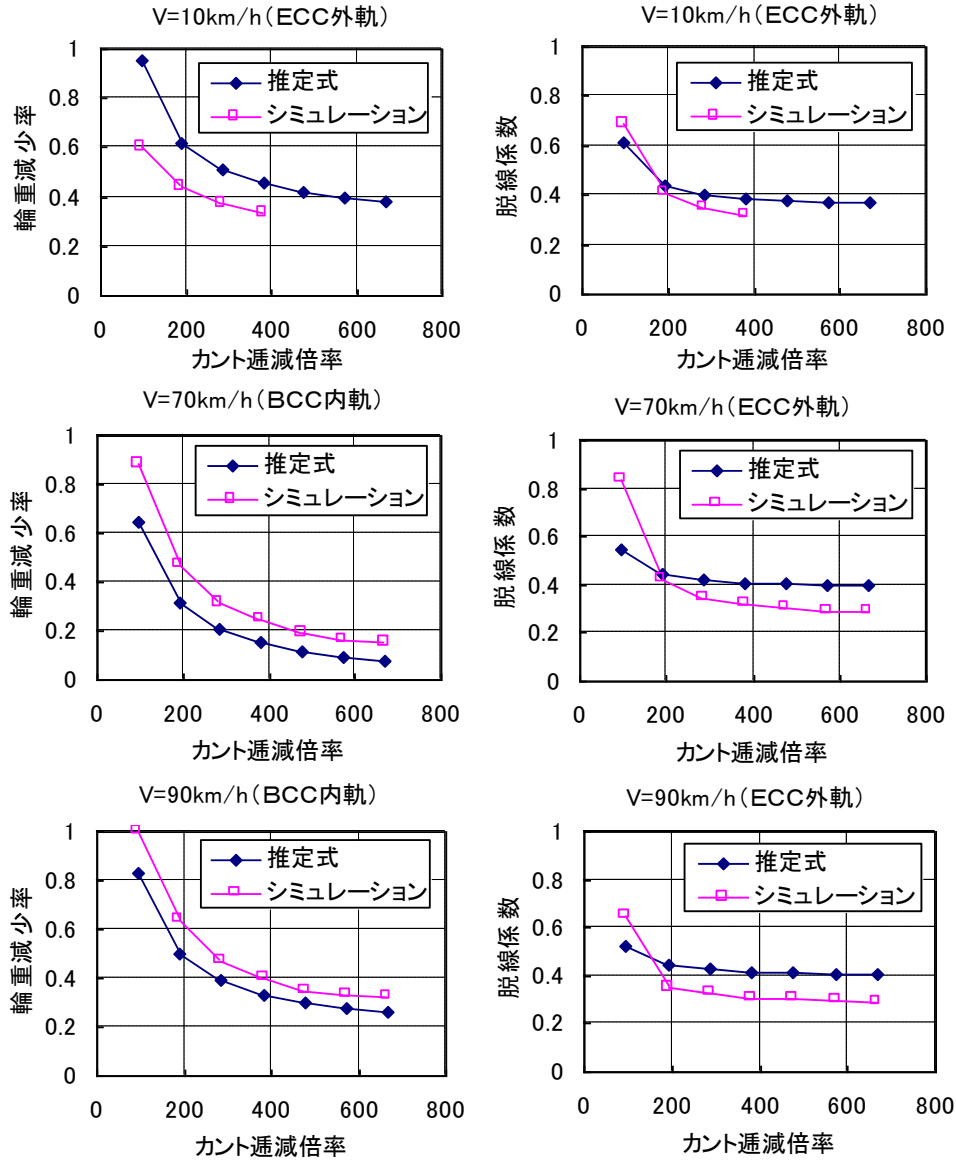 V=10km/h(ECC外軌)
輪重減少率
1
0.8
0.6
0.4
0.2
0
推定式
シミュレーション
0 200 400 600 800
カント逓減倍率
V=10km/h(ECC外軌)
脱線係数
1
0.8
0.6
0.4
0.2
0
推定式
シミュレーション
0 200 400 600 800
カント逓減倍率
V=70km/h(BCC内軌)
輪重減少率
1
0.8
0.6
0.4
0.2
0
推定式
シミュレーション
0 200 400 600 800
カント逓減倍率
V=70km/h(ECC外軌)
脱線係数
1
0.8
0.6
0.4
0.2
0
推定式
シミュレーション
0 200 400 600 800
カント逓減倍率
V=90km/h(BCC内軌)
輪重減少率
1
0.8
0.6
0.4
0.2
0
推定式
シミュレーション
0 200 400 600 800
カント逓減倍率
V=90km/h(ECC外軌)
脱線係数
1
0.8
0.6
0.4
0.2
0
推定式
シミュレーション
0 200 400 600 800
カント逓減倍率